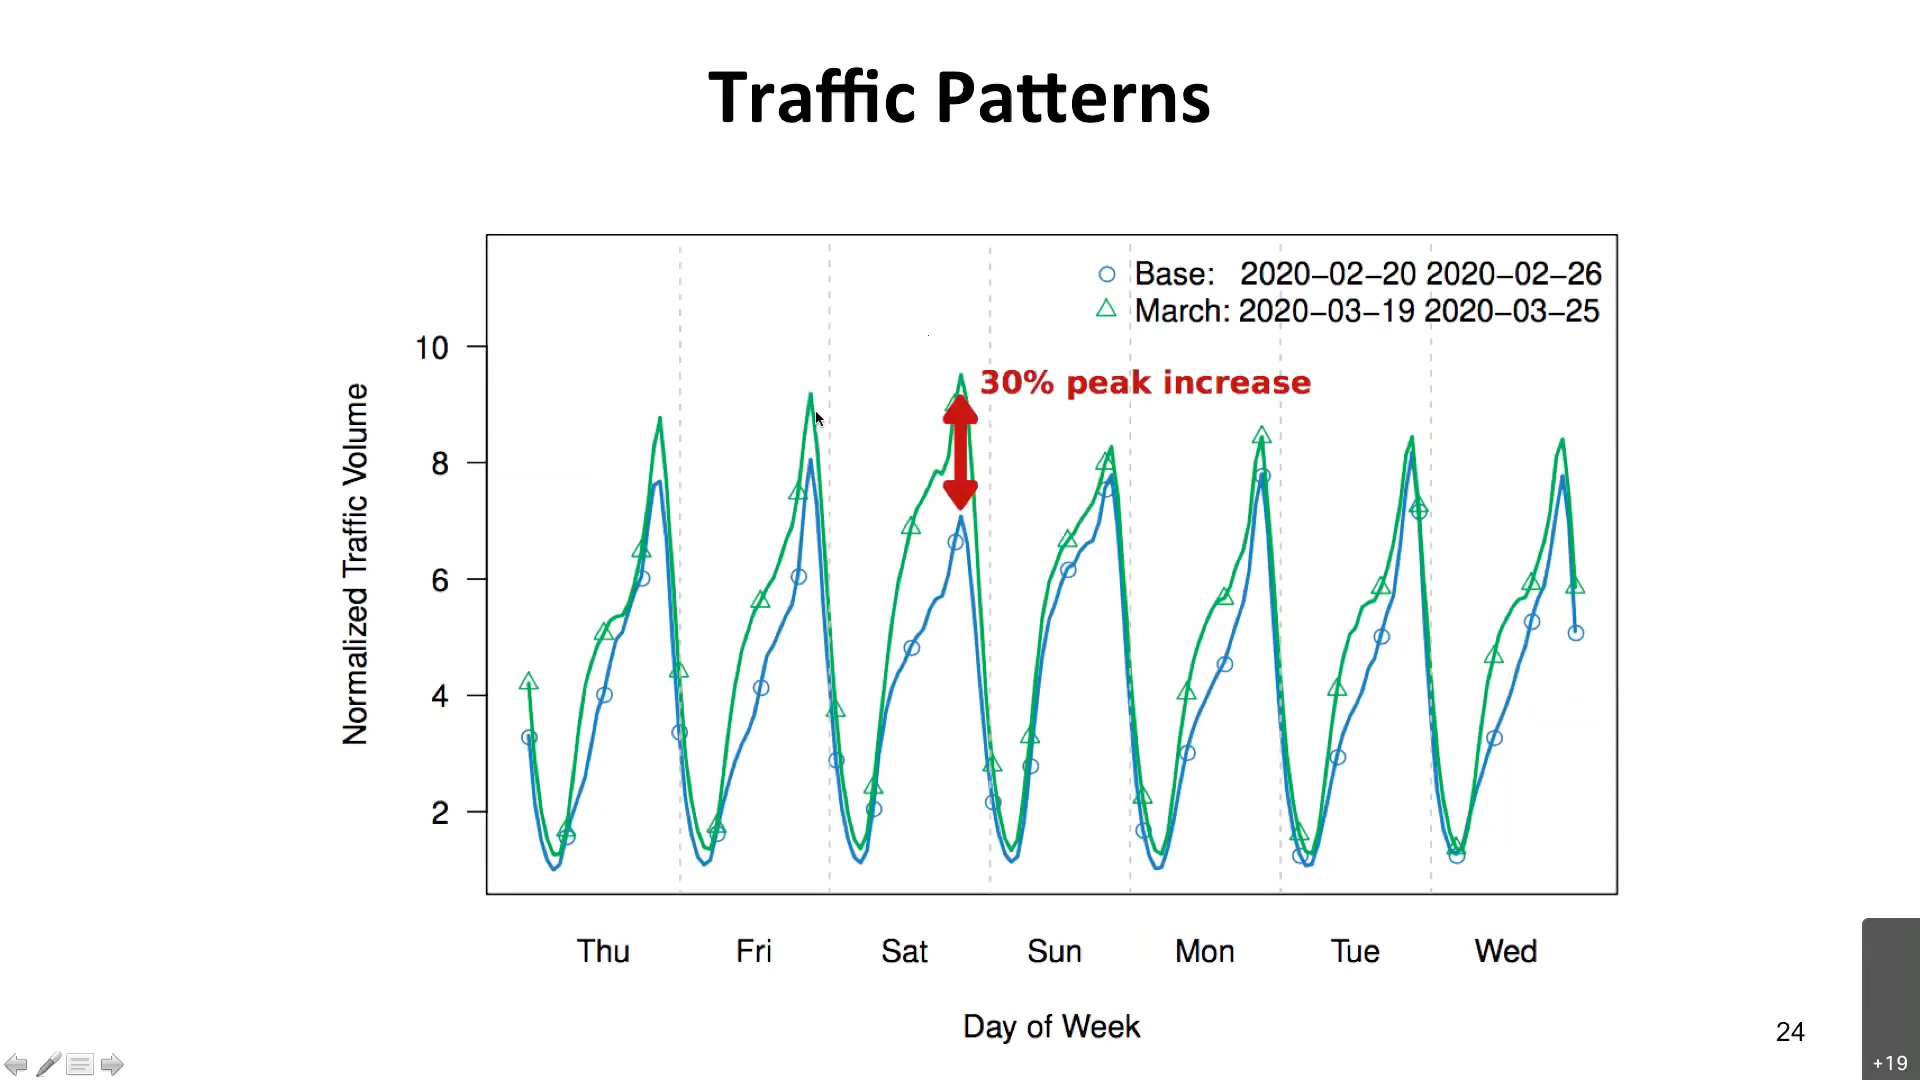 Traffic Patterns
Base: 2020–02–20 2020–02–26
March: 2020–03–19 2020–03–25
30% peak increase
10
8
6
4
2
Normalized Traffic Volume
Thu Fri Sat Sun Mon Tue Wed
Day of Week
24
+19